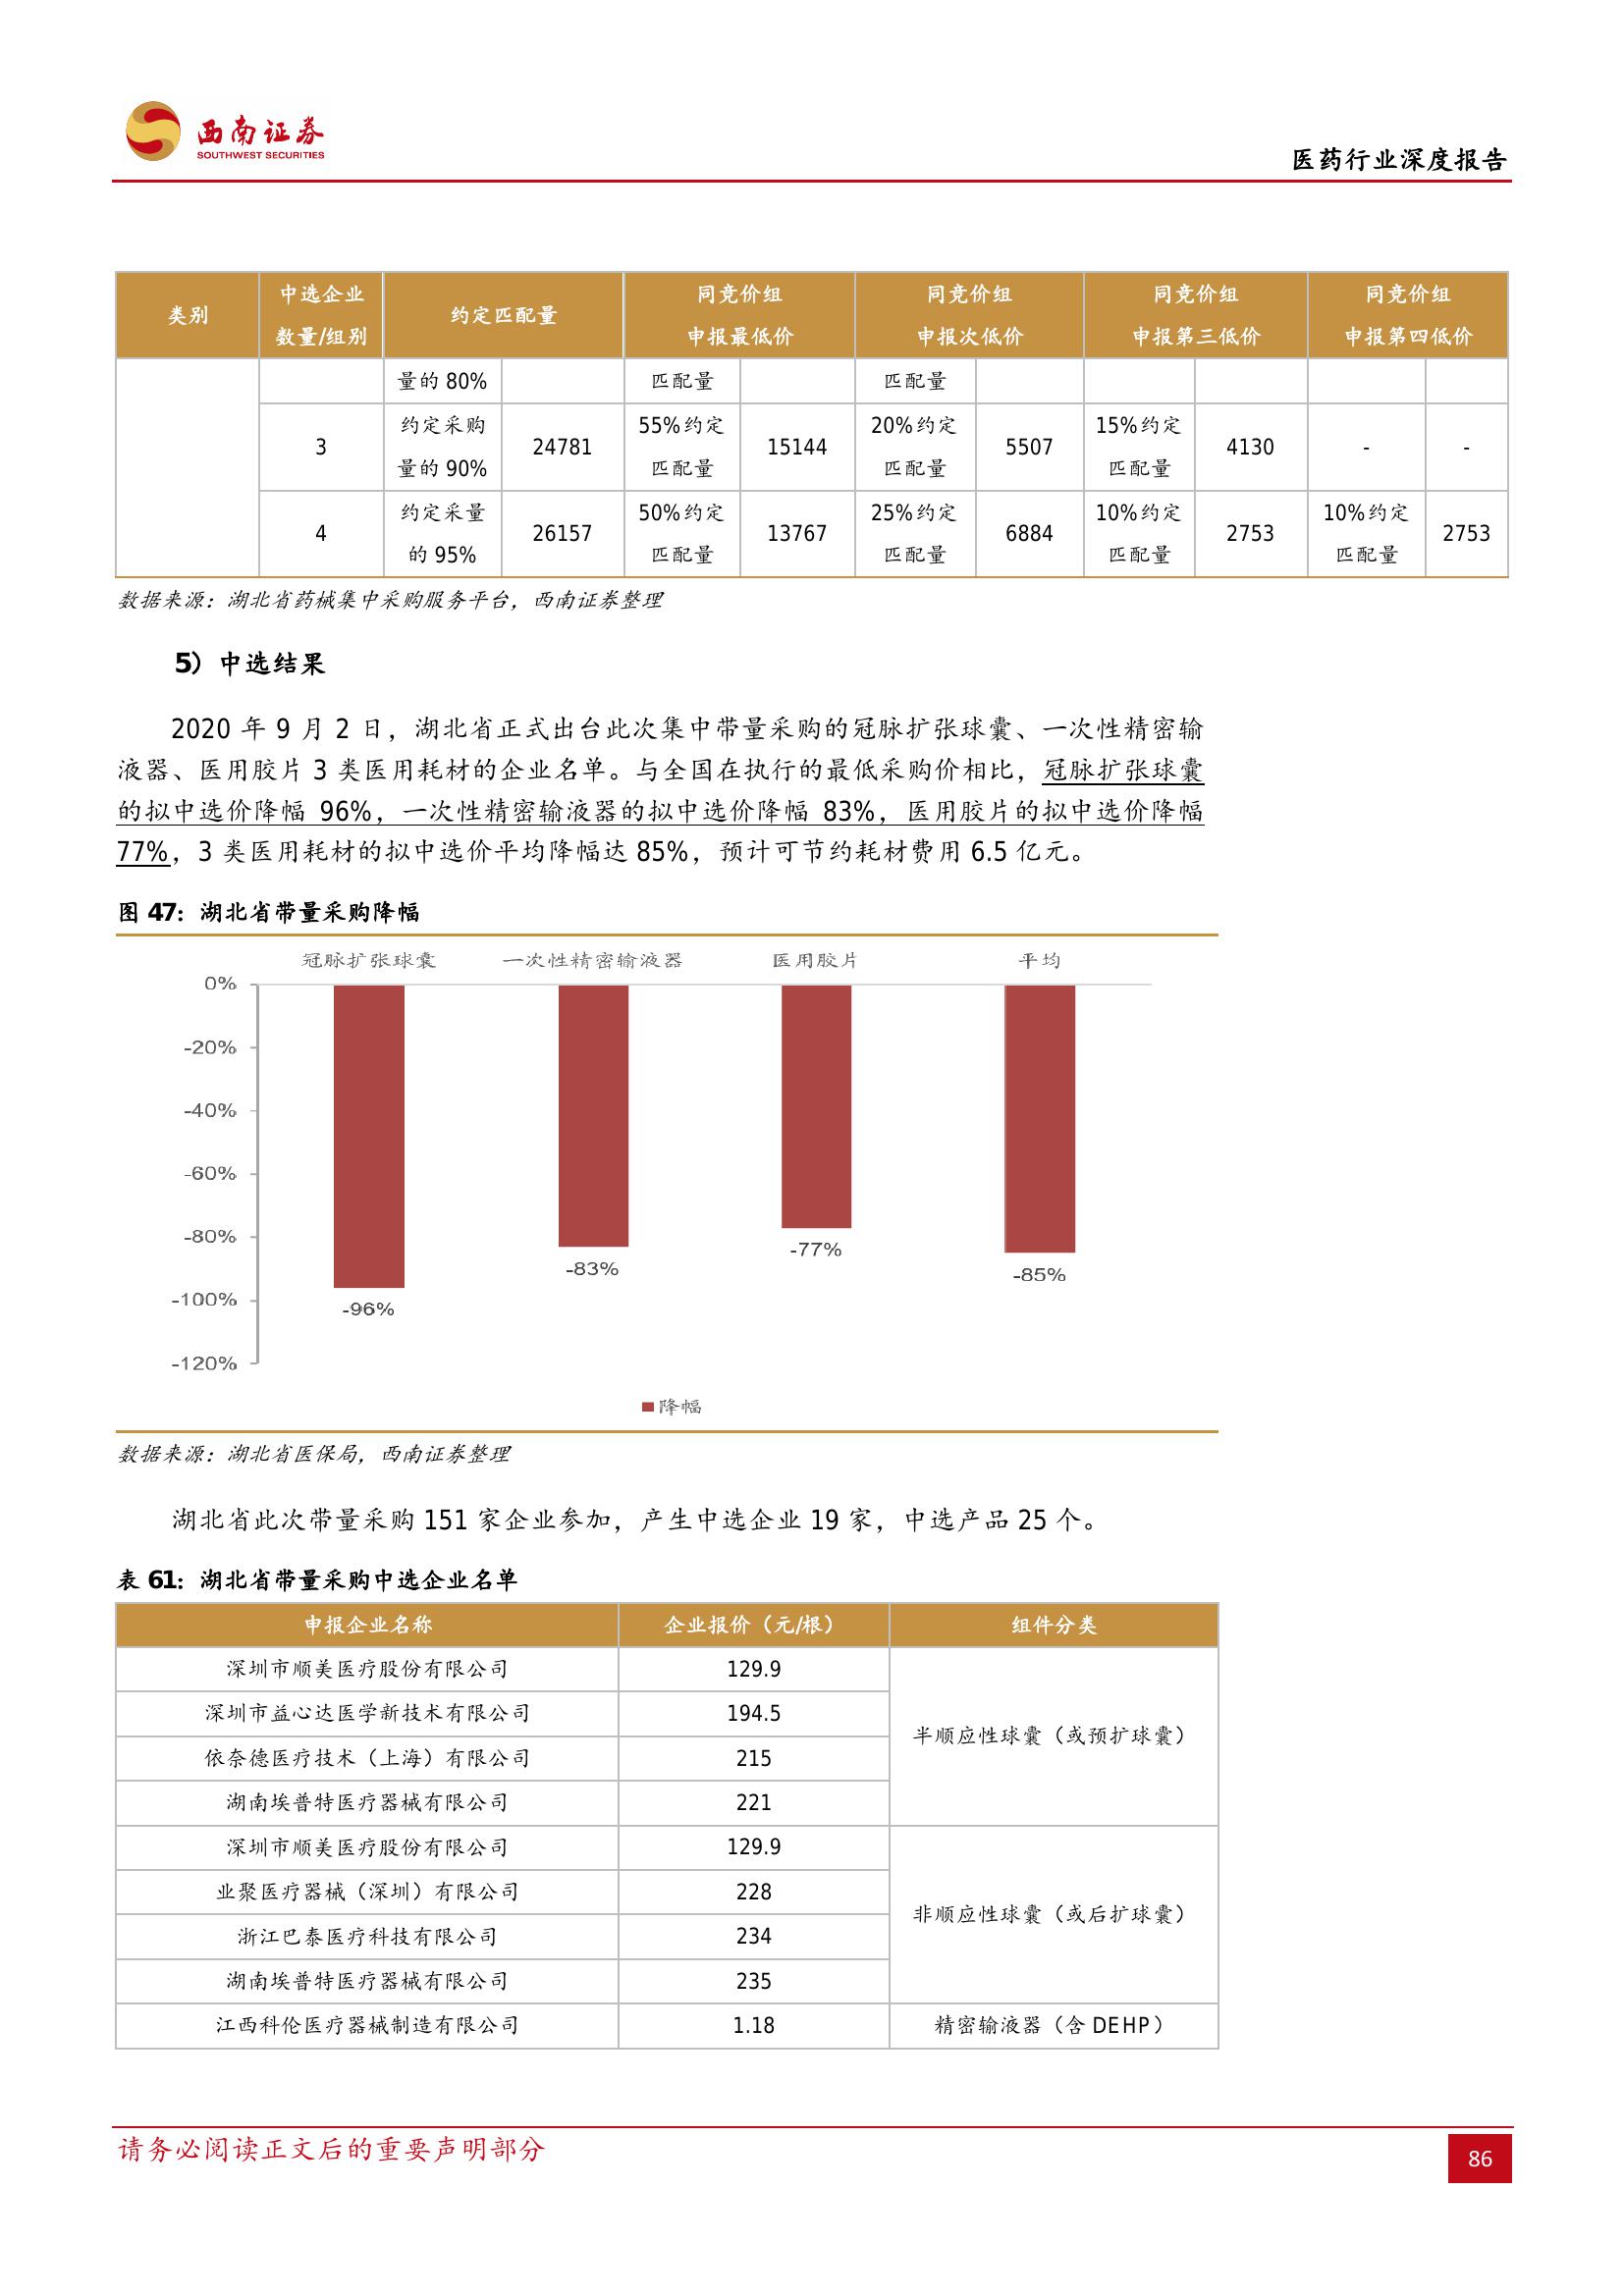 西南证券
SOUTHWEST SECURITIES
医药行业深度报告
类别 中选企业数量/组别 约定匹配量 同竞价组申报最低价 同竞价组申报次低价 同竞价组申报第三低价 同竞价组申报第四低价
量的 80% 匹配量 匹配量
3 约定采购量的 90% 24781 55%约定匹配量 15144 20%约定匹配量 5507 15%约定匹配量 4130 - -
4 约定采量的 95% 26157 50%约定匹配量 13767 25%约定匹配量 6884 10%约定匹配量 2753 10%约定匹配量 2753
数据来源：湖北省药械集中采购服务平台，西南证券整理
5）中选结果
2020 年 9 月 2 日，湖北省正式出台此次集中带量采购的冠脉扩张球囊、一次性精密输
液器、医用胶片 3 类医用耗材的企业名单。与全国在执行的最低采购价相比，冠脉扩张球囊
的拟中选价降幅 96%，一次性精密输液器的拟中选价降幅 83%，医用胶片的拟中选价降幅
77%，3 类医用耗材的拟中选价平均降幅达 85%，预计可节约耗材费用 6.5 亿元。
图 47：湖北省带量采购降幅
冠脉扩张球囊 一次性精密输液器 医用胶片 平均
0%
-20%
-40%
-60%
-80%
-100%
-120%
-96%
-83%
-77%
-85%
降幅
数据来源：湖北省医保局，西南证券整理
湖北省此次带量采购 151 家企业参加，产生中选企业 19 家，中选产品 25 个。
表 61：湖北省带量采购中选企业名单
申报企业名称 企业报价（元/根） 组件分类
深圳市顺美医疗股份有限公司 129.9
深圳市益心达医学新技术有限公司 194.5
半顺应性球囊（或预扩球囊）
依奈德医疗技术（上海）有限公司 215
湖南埃普特医疗器械有限公司 221
深圳市顺美医疗股份有限公司 129.9
业聚医疗器械（深圳）有限公司 228
非顺应性球囊（或后扩球囊）
浙江巴泰医疗科技有限公司 234
湖南埃普特医疗器械有限公司 235
江西科伦医疗器械制造有限公司 1.18 精密输液器（含 DEHP）
请务必阅读正文后的重要声明部分
86